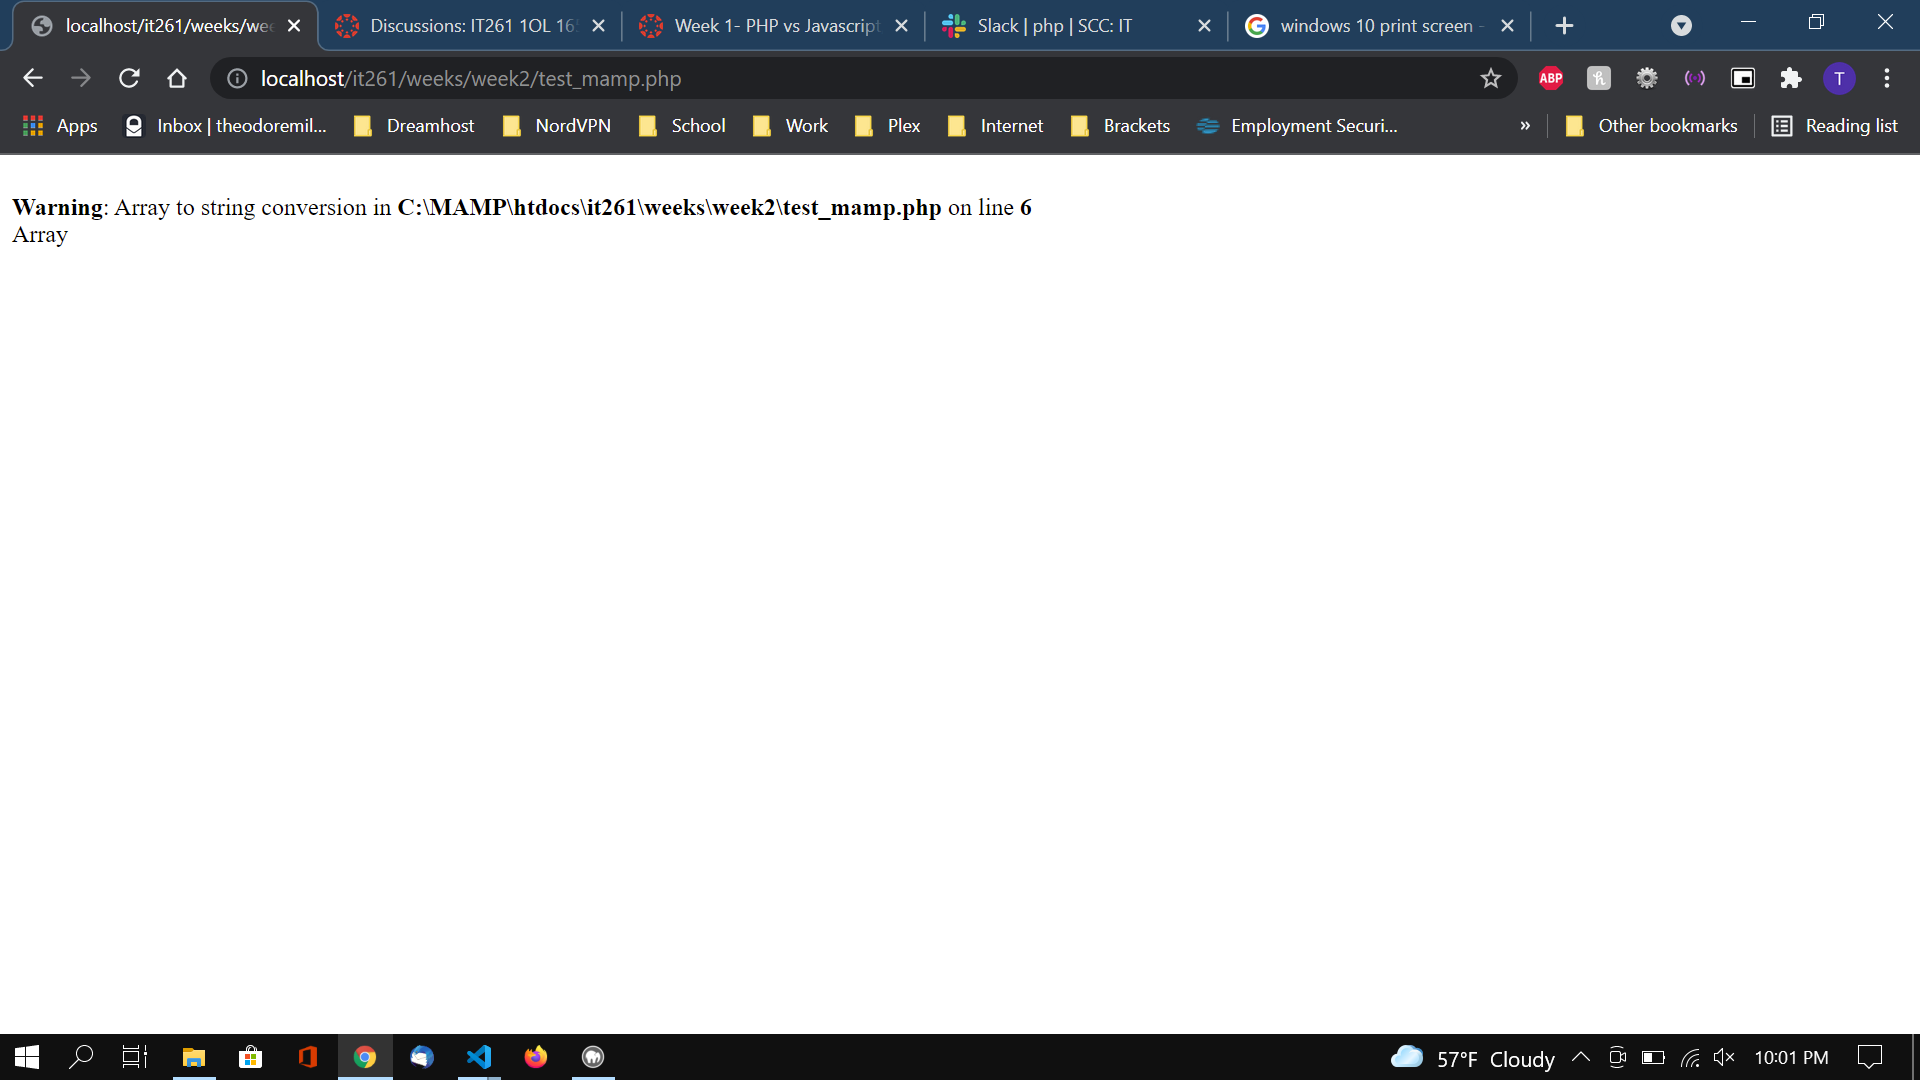 localhost/it261/weeks/wee
Discussions: IT261 1OL 16
Week 1- PHP vs Javascript
Slack | php | SCC: IT
windows 10 print screen -
localhost/it261/weeks/week2/test_mamp.php
ABP
T
Apps
Inbox | theodoremil...
Dreamhost
NordVPN
School
Work
Plex
Internet
Brackets
Employment Securi...
»
Other bookmarks
Reading list
Warning: Array to string conversion in C:\MAMP\htdocs\it261\weeks\week2\test_mamp.php on line 6
Array
57°F Cloudy
10:01 PM